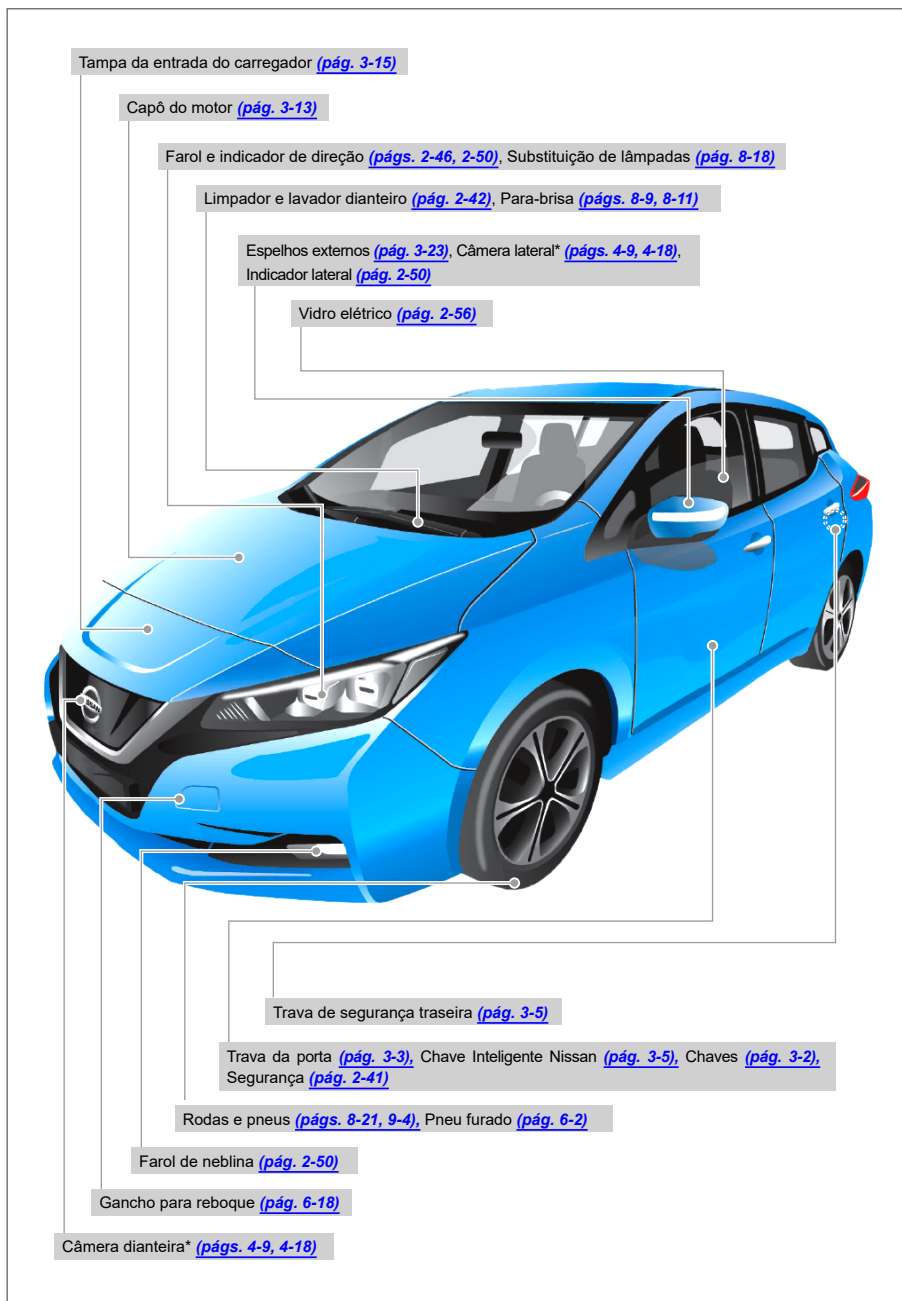 Tampa da entrada do carregador (pág. 3-15)
Capô do motor (pág. 3-13)
Farol e indicador de direção (págs. 2-46, 2-50), Substituição de lâmpadas (pág. 8-18)
Limpador e lavador dianteiro (pág. 2-42), Para-brisa (págs. 8-9, 8-11)
Espelhos externos (pág. 3-23), Câmera lateral* (págs. 4-9, 4-18),
Indicador lateral (pág. 2-50)
Vidro elétrico (pág. 2-56)
NISSAN
Trava de segurança traseira (pág. 3-5)
Trava da porta (pág. 3-3), Chave Inteligente Nissan (pág. 3-5), Chaves (pág. 3-2),
Segurança (pág. 2-41)
Rodas e pneus (págs. 8-21, 9-4), Pneu furado (pág. 6-2)
Farol de neblina (pág. 2-50)
Gancho para reboque (pág. 6-18)
Câmera dianteira* (págs. 4-9, 4-18)